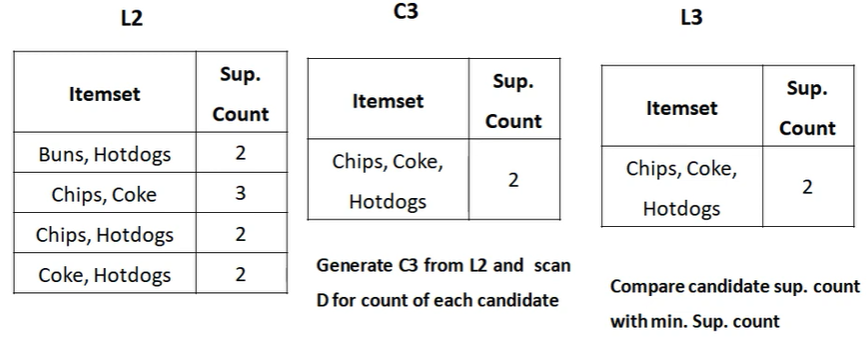 L2
Itemset
Sup.
Count
Buns, Hotdogs
2
Chips, Coke
3
Chips, Hotdogs
2
Coke, Hotdogs
2
C3
Itemset
Sup.
Count
Chips, Coke,
Hotdogs
2
Generate C3 from L2 and scan
D for count of each candidate
L3
Itemset
Sup.
Count
Chips, Coke,
Hotdogs
2
Compare candidate sup. count
with min. Sup. count